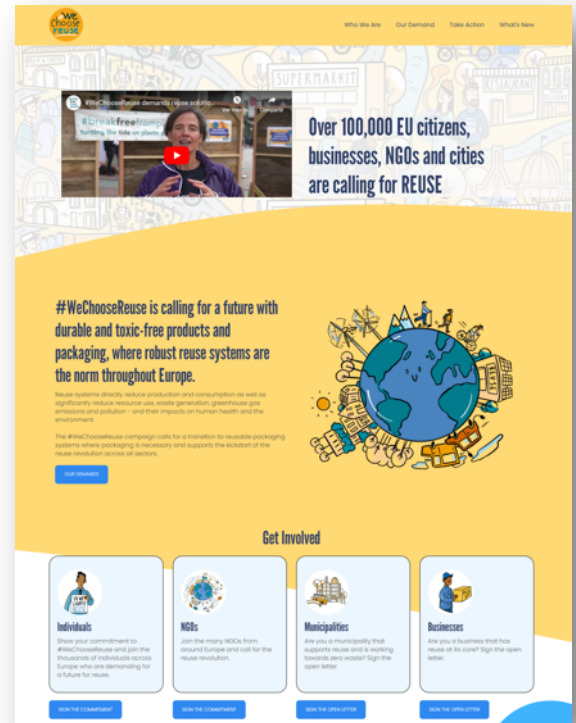 we
choose
reuse
Who We Are Our Demand Take Action What's New
SUPERMARKET
RESTAURANT
#WeChooseReuse demands reuse solutio...
#breakfreefromp
turning the tide on plastic p
Over 100,000 EU citizens,
businesses, NGOs and cities
are calling for REUSE
#WeChooseReuse is calling for a future with
durable and toxic-free products and
packaging, where robust reuse systems are
the norm throughout Europe.
Reuse systems directly reduce production and consumption as well as
significantly reduce resource use, waste generation, greenhouse gas
emissions and pollution - and their impacts on human health and the
environment.
The #WeChooseReuse campaign calls for a transition to reusable packaging
systems where packaging is necessary and supports the kickstart of the
reuse revolution across all sectors.
OUR DEMANDS
Get Involved
Individuals
Show your commitment to
#WeChooseReuse and join the
thousands of individuals across
Europe who are demanding for
a future for reuse.
SIGN THE COMMITMENT
NGOs
Join the many NGOs from
around Europe and call for the
reuse revolution.
SIGN THE COMMITMENT
Municipalities
Are you a municipality that
supports reuse and is working
towards zero waste? Sign the
open letter.
SIGN THE OPEN LETTER
Businesses
Are you a business that has
reuse at its core? Sign the open
letter.
SIGN THE OPEN LETTER